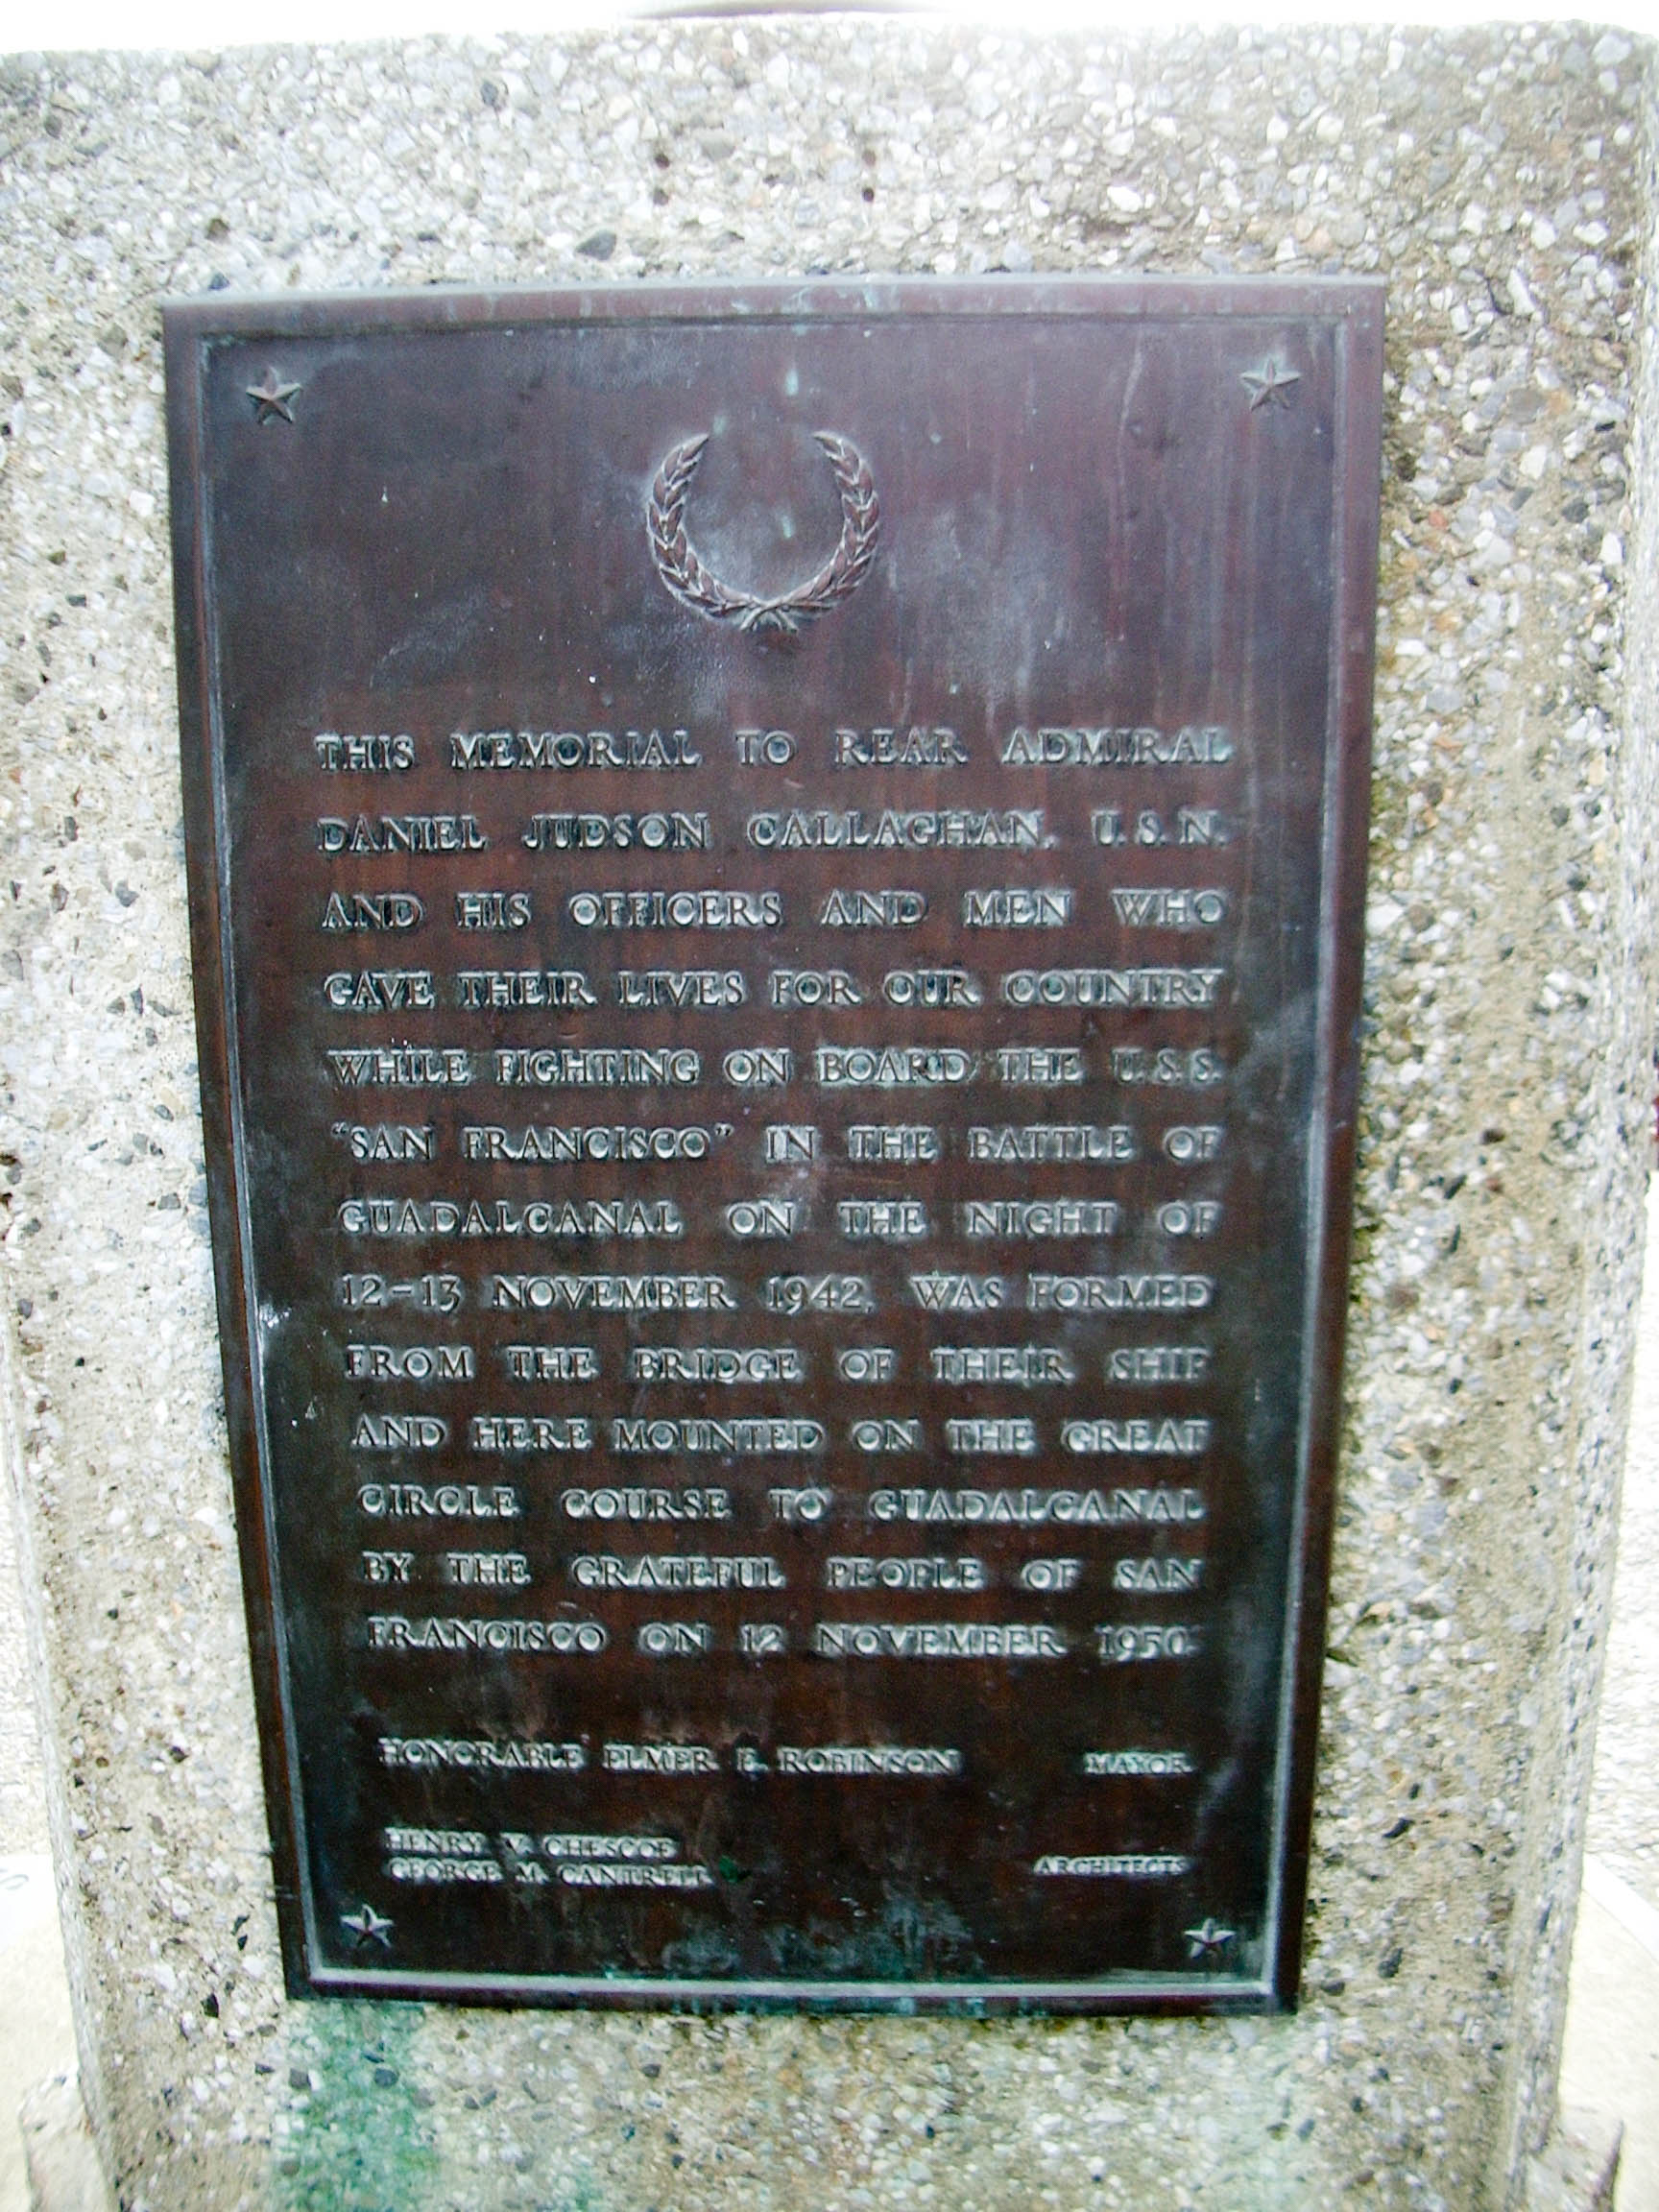 THIS MEMORIAL TO REAR ADMIRAL
DANIEL JUDSON CALLAGHAN, U.S.N.
AND HIS OFFICERS AND MEN WHO
GAVE THEIR LIVES FOR OUR COUNTRY
WHILE FIGHTING ON BOARD THE U.S.S.
"SAN FRANCISCO" IN THE BATTLE OF
GUADALCANAL ON THE NIGHT OF
12-13 NOVEMBER 1942, WAS FORMED
FROM THE BRIDGE OF THEIR SHIP
AND HERE MOUNTED ON THE GREAT
CIRCLE COURSE TO GUADALCANAL
BY THE GRATEFUL PEOPLE OF SAN
FRANCISCO ON 12 NOVEMBER 1950.
HONORABLE ELMER E. ROBINSON MAYOR
HENRY V. CHESCOE
GEORGE M. CANTRELL ARCHITECTS